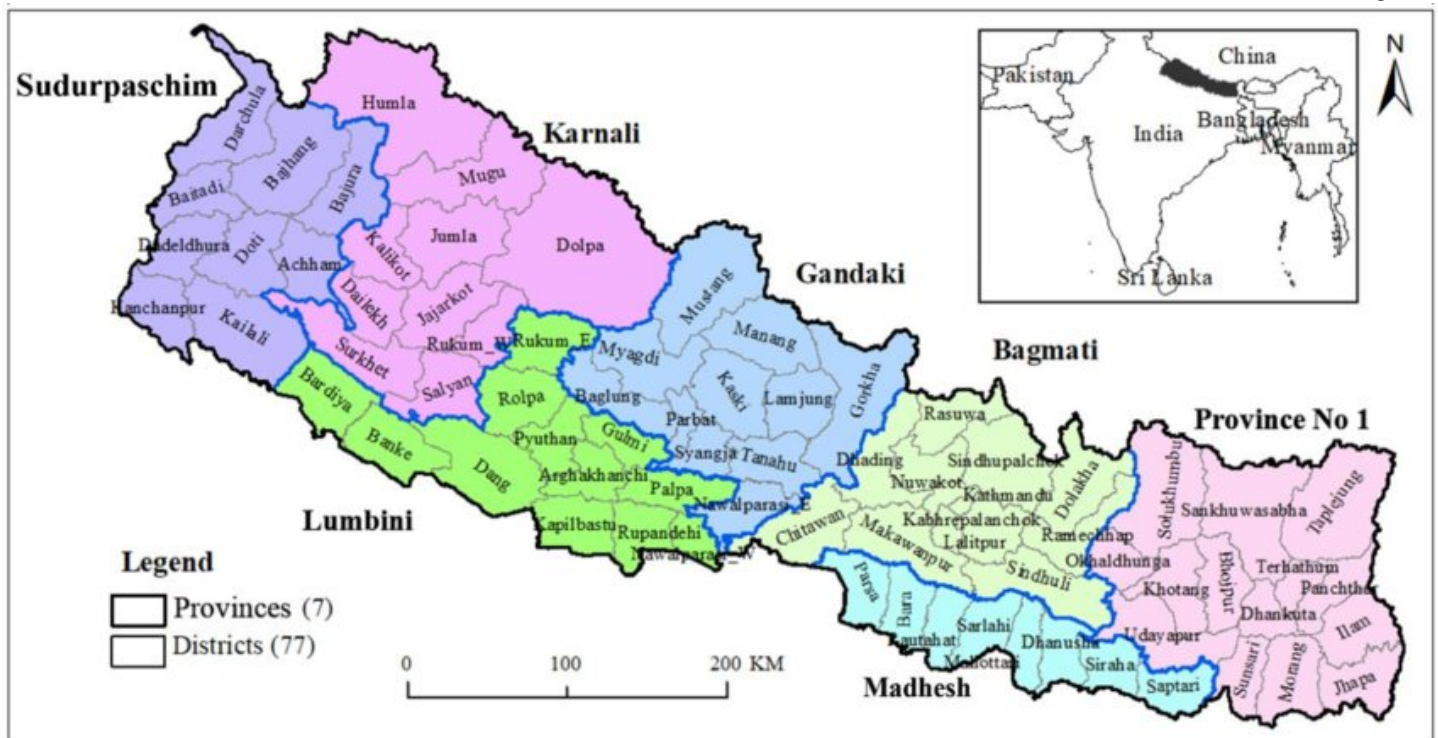 Sudurpaschim
Darchula
Humla
Karnali
Bajhang
Baitadi
Bajura
Mugu
Dadeldhura
Doti
Achham
Kalikot
Jumla
Dolpa
Kanchanpur
Kailali
Dailekh
Jajarkot
Surkhet
Rukum_W
Salyan
Gandaki
Mustang
Manang
Myagdi
Kaski
Lamjung
Gorkha
Baglung
Parbat
Syangja
Tanahu
Nawalparasi_E
Rukum_E
Rolpa
Bardiya
Banke
Dang
Pyuthan
Gulmi
Arghakhanchi
Palpa
Kapilbastu
Rupandehi
Nawalparasi_W
Lumbini
Bagmati
Rasuwa
Dhading
Sindhupalchok
Nuwakot
Kathmandu
Dolakha
Kabhrepalanchok
Lalitpur
Ramechhap
Chitawan
Makawanpur
Sindhuli
Province No 1
Solukhumbu
Sankhuwasabha
Taplejung
Okhaldhunga
Khotang
Bhojpur
Terhathum
Panchthar
Dhankuta
Ilam
Udayapur
Sunsari
Morang
Jhapa
Parsa
Bara
Rautahat
Sarlahi
Mohottari
Dhanusha
Siraha
Saptari
Madhesh
China
Pakistan
India
Bangladesh
Myanmar
Sri Lanka
N
Legend
Provinces (7)
Districts (77)
0 100 200 KM